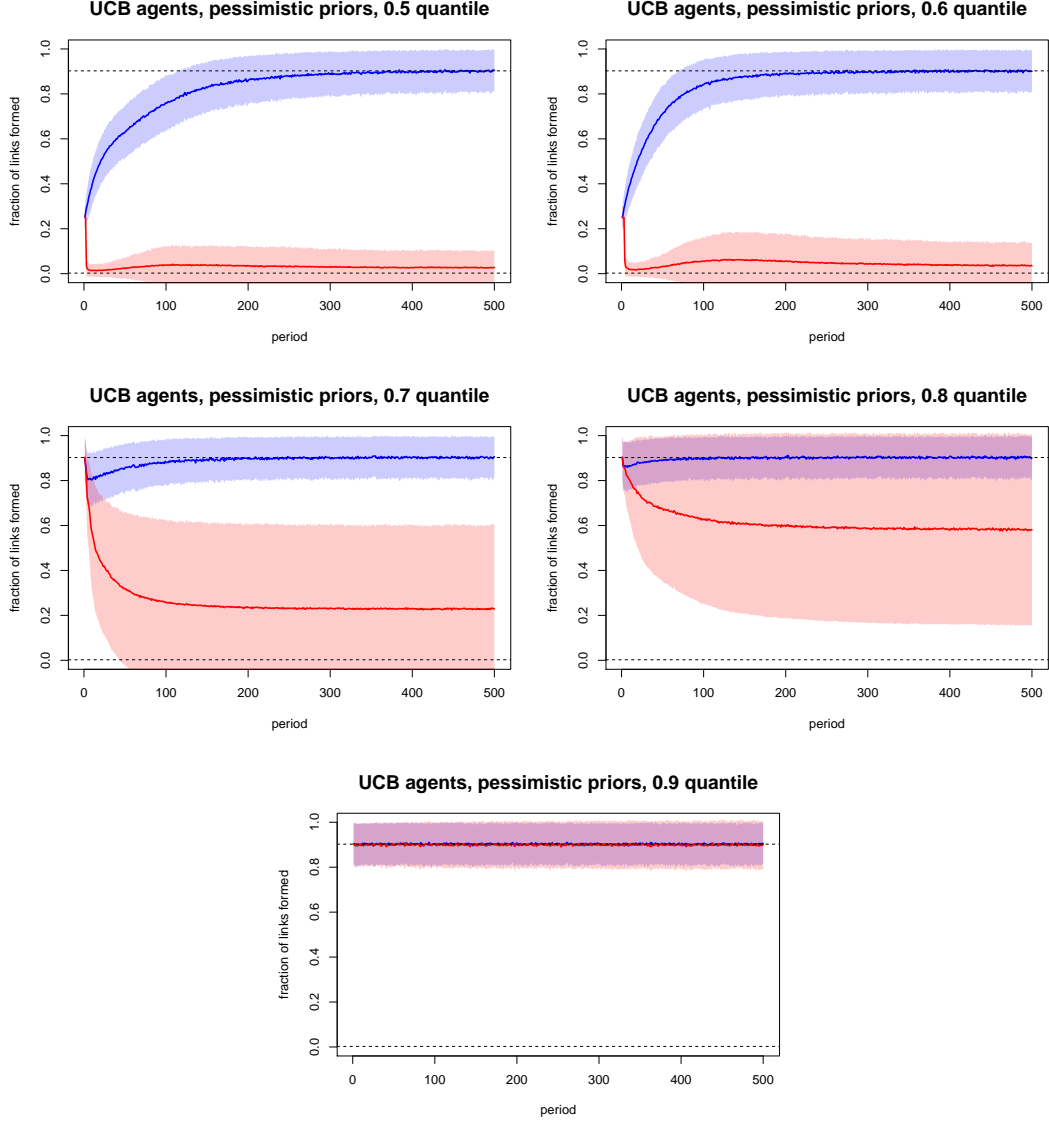 UCB agents, pessimistic priors, 0.5 quantile
fraction of links formed
0.0 0.2 0.4 0.6 0.8 1.0
0 100 200 300 400 500
period
UCB agents, pessimistic priors, 0.6 quantile
fraction of links formed
0.0 0.2 0.4 0.6 0.8 1.0
0 100 200 300 400 500
period
UCB agents, pessimistic priors, 0.7 quantile
fraction of links formed
0.0 0.2 0.4 0.6 0.8 1.0
0 100 200 300 400 500
period
UCB agents, pessimistic priors, 0.8 quantile
fraction of links formed
0.0 0.2 0.4 0.6 0.8 1.0
0 100 200 300 400 500
period
UCB agents, pessimistic priors, 0.9 quantile
fraction of links formed
0.0 0.2 0.4 0.6 0.8 1.0
0 100 200 300 400 500
period